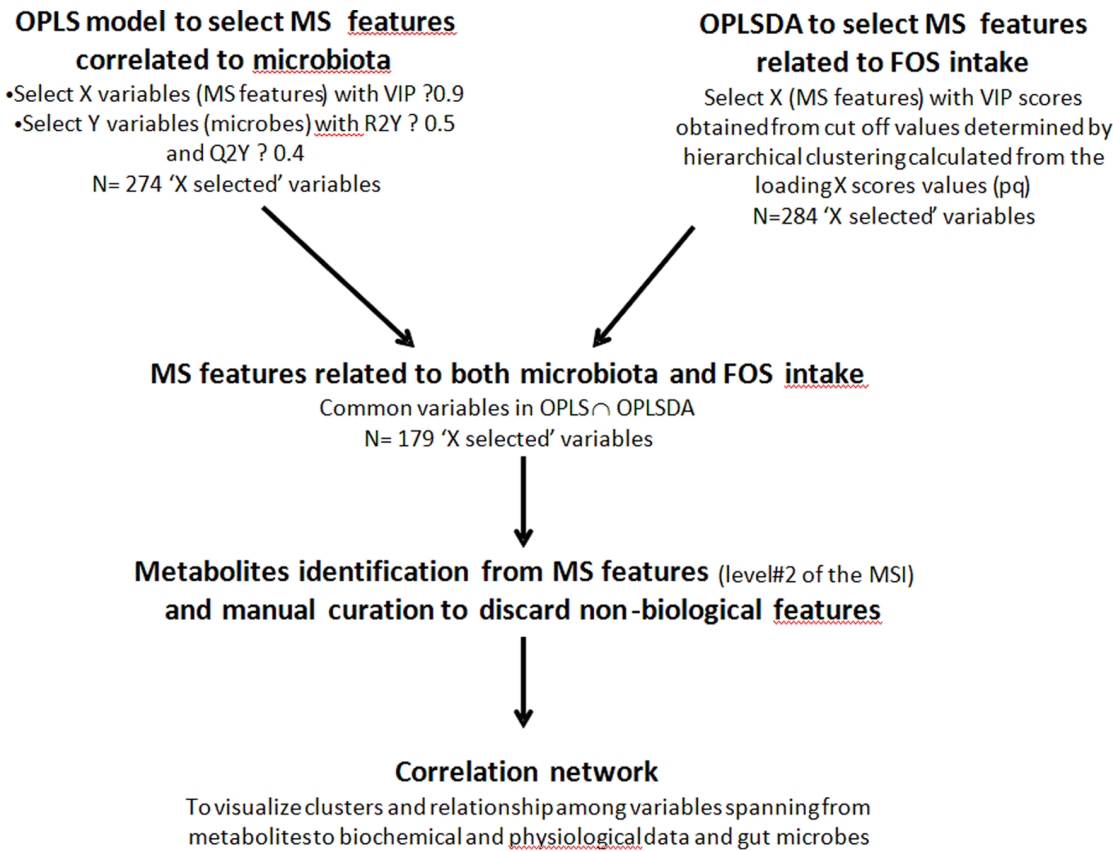 OPLS model to select MS features
correlated to microbiota
•Select X variables (MS features) with VIP ?0.9
•Select Y variables (microbes) with R2Y ? 0.5
and Q2Y ? 0.4
N= 274 ‘X selected’ variables
OPLSDA to select MS features
related to FOS intake
Select X (MS features) with VIP scores
obtained from cut off values determined by
hierarchical clustering calculated from the
loading X scores values (pq)
N=284 ‘X selected’ variables
MS features related to both microbiota and FOS intake
Common variables in OPLS∩ OPLSDA
N= 179 ‘X selected’ variables
Metabolites identification from MS features (level#2 of the MSI)
and manual curation to discard non-biological features
Correlation network
To visualize clusters and relationship among variables spanning from
metabolites to biochemical and physiological data and gut microbes